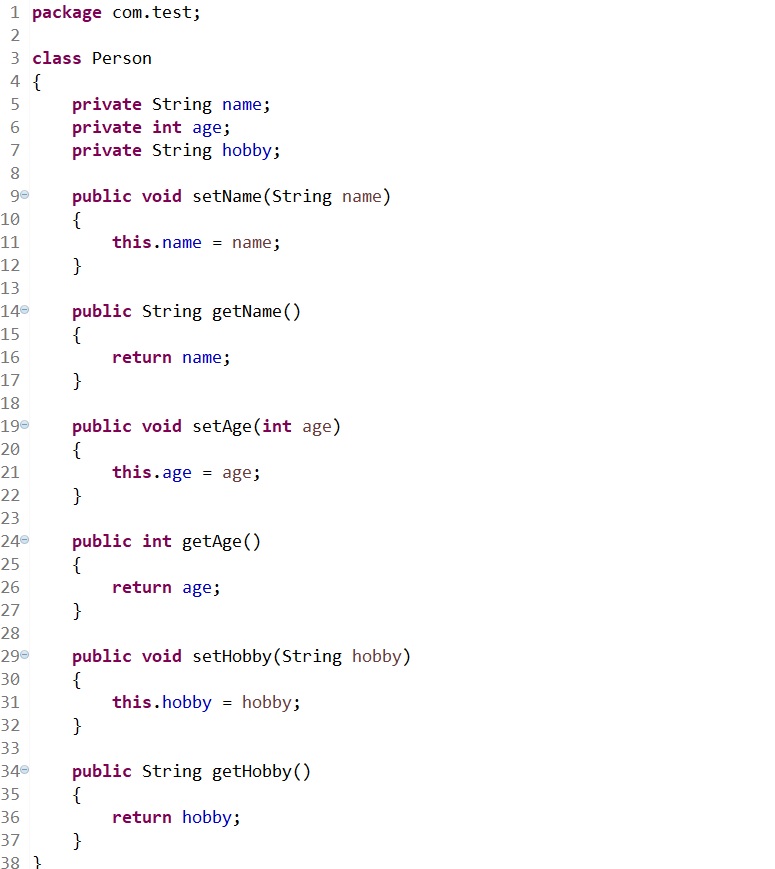 1 package com.test;
2
3 class Person
4 {
5     private String name;
6     private int age;
7     private String hobby;
8
9     public void setName(String name)
10     {
11         this.name = name;
12     }
13
14     public String getName()
15     {
16         return name;
17     }
18
19     public void setAge(int age)
20     {
21         this.age = age;
22     }
23
24     public int getAge()
25     {
26         return age;
27     }
28
29     public void setHobby(String hobby)
30     {
31         this.hobby = hobby;
32     }
33
34     public String getHobby()
35     {
36         return hobby;
37     }
38 }